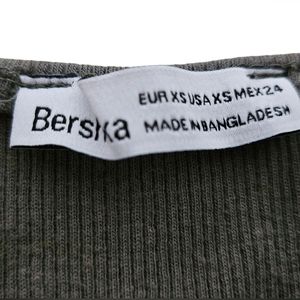 Bershka
EUR XS USA XS MEX 24
MADE IN BANGLADESH